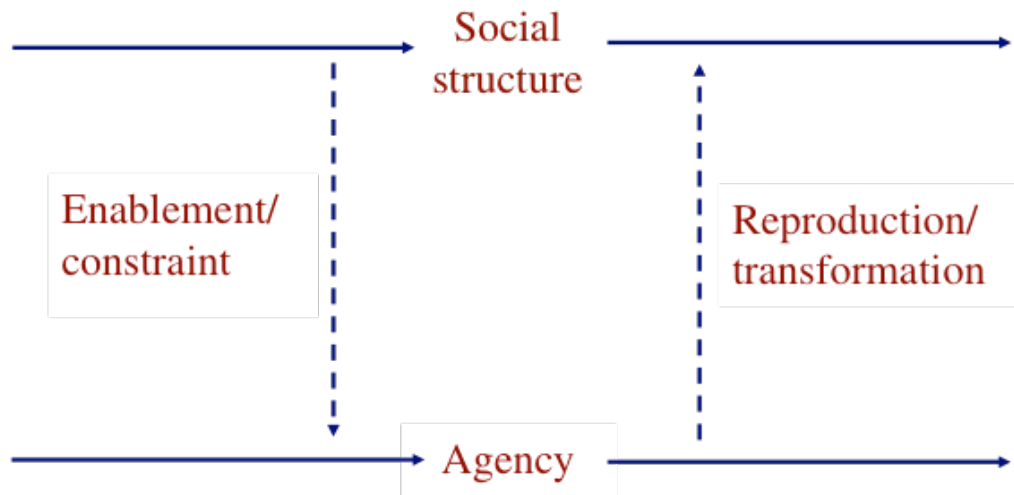 Social
structure
Enablement/
constraint
Reproduction/
transformation
Agency